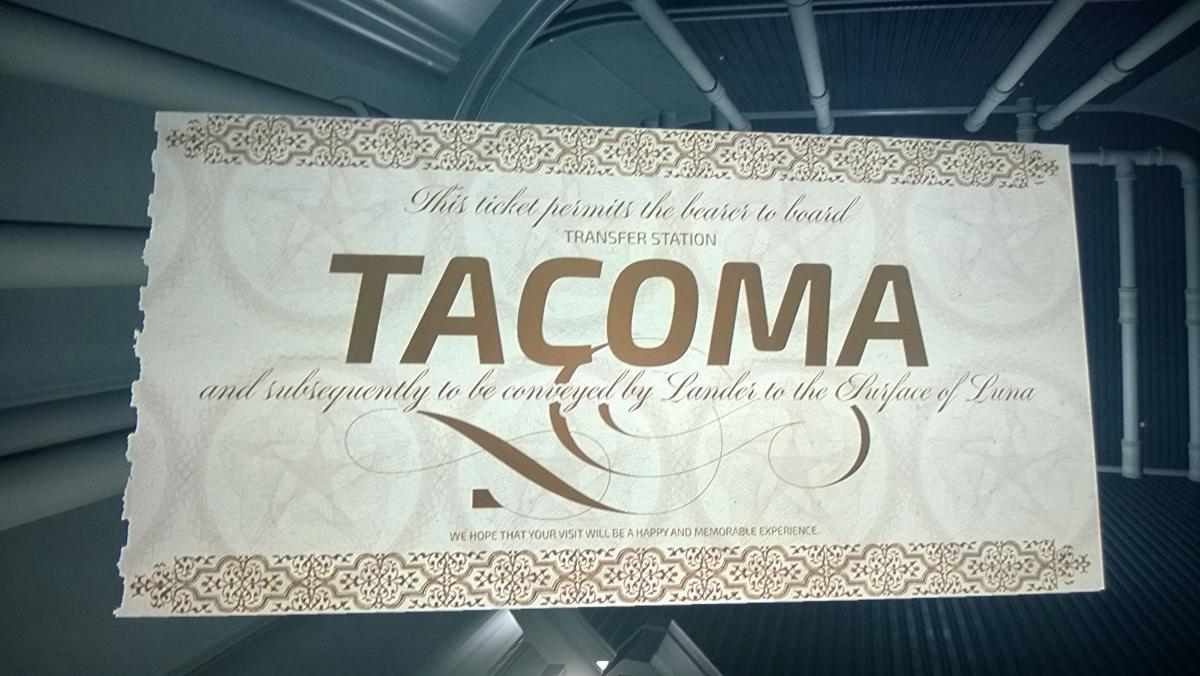 This ticket permits the bearer to board
TRANSFER STATION
TAÇOMA
and subsequently to be conveyed by Lander to the Surface of Luna
WE HOPE THAT YOUR VISIT WILL BE A HAPPY AND MEMORABLE EXPERIENCE.